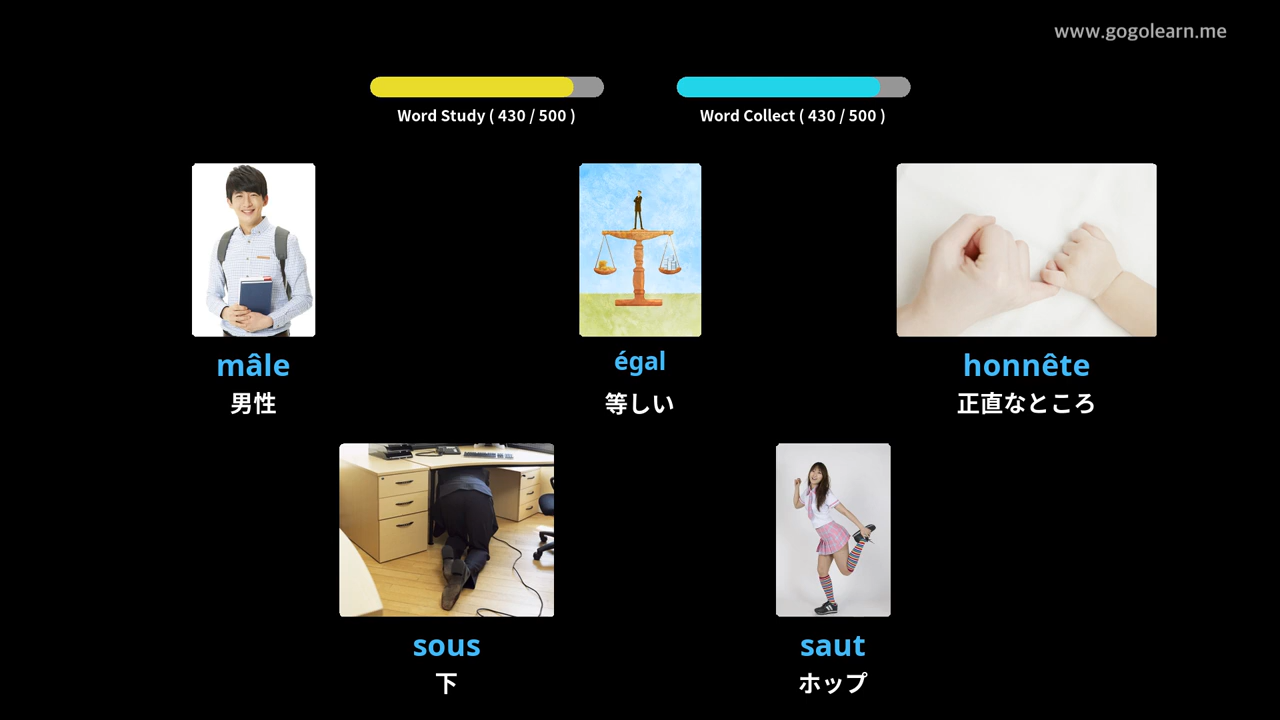 www.gogolearn.me
Word Study ( 430 / 500 )
Word Collect ( 430 / 500 )
mâle
男性
égal
等しい
honnête
正直なところ
sous
下
saut
ホップ